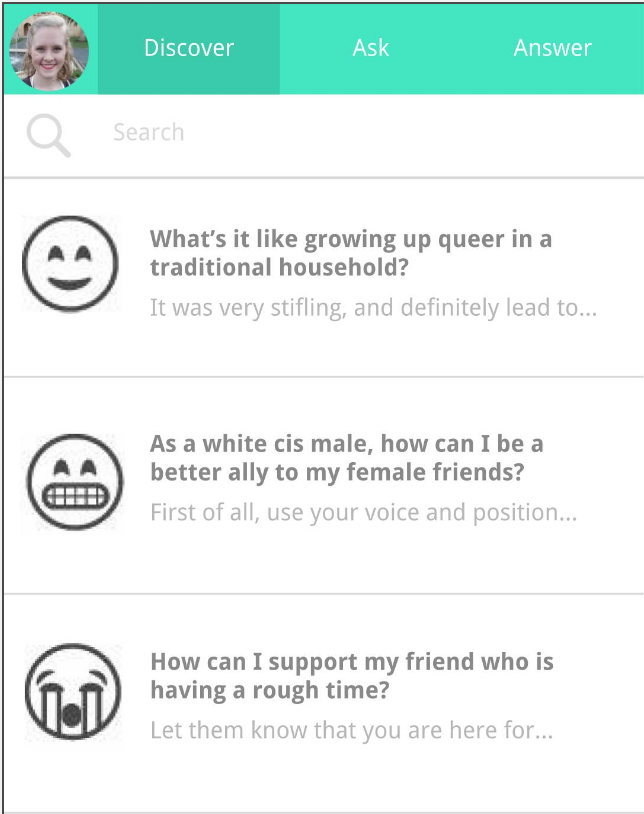 Discover Ask Answer
Search
What’s it like growing up queer in a
traditional household?
It was very stifling, and definitely lead to...
As a white cis male, how can I be a
better ally to my female friends?
First of all, use your voice and position...
How can I support my friend who is
having a rough time?
Let them know that you are here for...